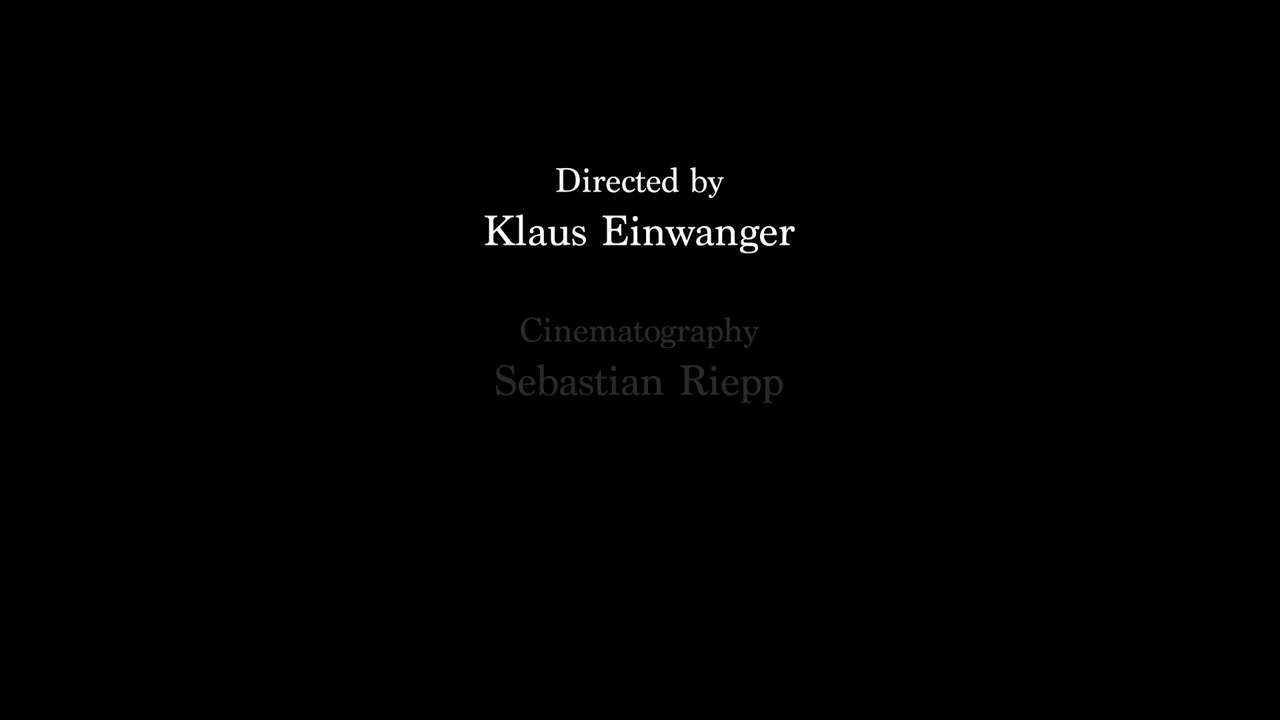 Directed by
Klaus Einwanger
Cinematography
Sebastian Riepp